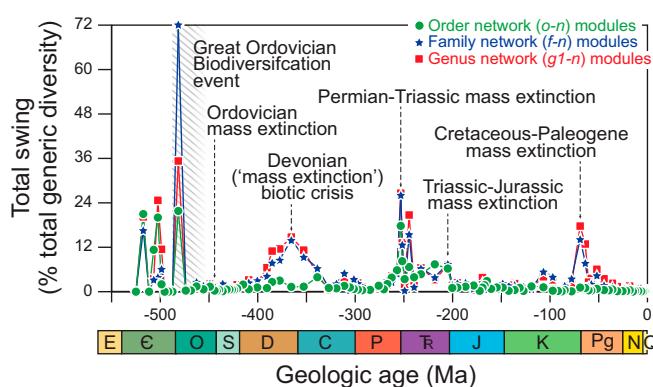 Order network (o-n) modules
Family network (f-n) modules
Genus network (g1-n) modules
Great Ordovician
Biodiversifcation
event
Ordovician
mass extinction
Devonian
('mass extinction')
biotic crisis
Permian-Triassic mass extinction
Cretaceous-Paleogene
mass extinction
Triassic-Jurassic
mass extinction
Total swing
(% total generic diversity)
72
60
48
36
24
12
0
-500 -400 -300 -250 -200 -100 0
E Є O S D C P TR J K Pg N Q
Geologic age (Ma)